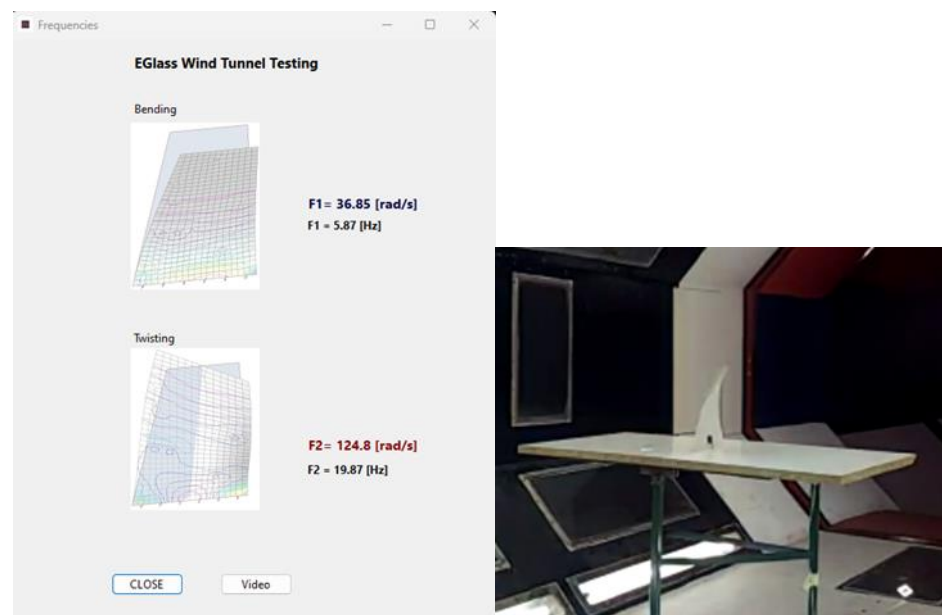 Frequencies
EGlass Wind Tunnel Testing
Bending
F1= 36.85 [rad/s]
F1 = 5.87 [Hz]
Twisting
F2= 124.8 [rad/s]
F2 = 19.87 [Hz]
CLOSE
Video